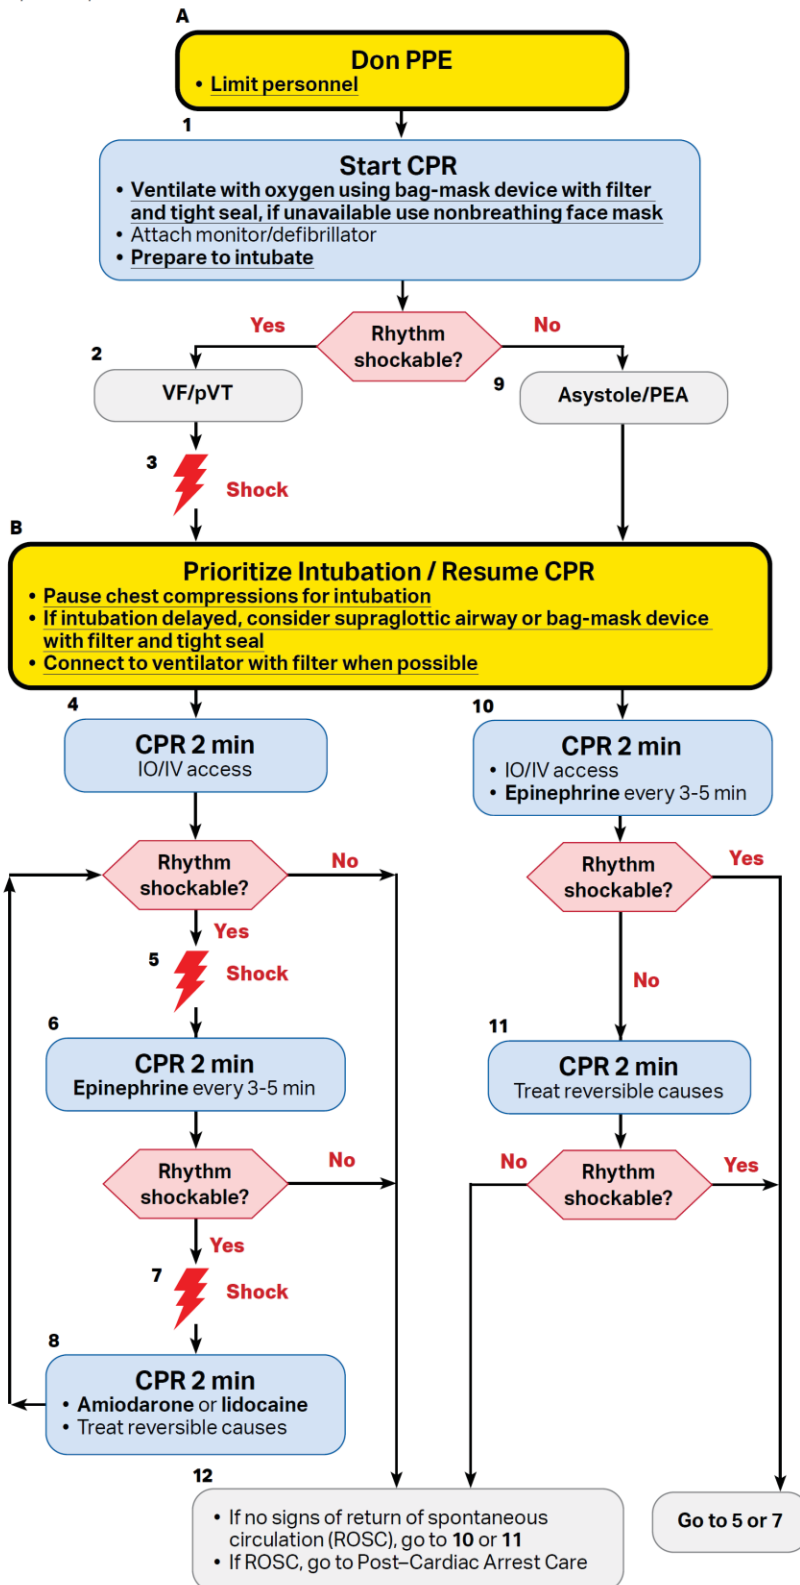 A
Don PPE
• Limit personnel
1
Start CPR
• Ventilate with oxygen using bag-mask device with filter
and tight seal, if unavailable use nonbreathing face mask
• Attach monitor/defibrillator
• Prepare to intubate
Rhythm
shockable?
Yes
No
2
VF/pVT
9
Asystole/PEA
3
Shock
B
Prioritize Intubation / Resume CPR
• Pause chest compressions for intubation
• If intubation delayed, consider supraglottic airway or bag-mask device
with filter and tight seal
• Connect to ventilator with filter when possible
4
CPR 2 min
IO/IV access
10
CPR 2 min
• IO/IV access
• Epinephrine every 3-5 min
Rhythm
shockable?
No
Yes
Rhythm
shockable?
Yes
No
5
Shock
6
CPR 2 min
Epinephrine every 3-5 min
11
CPR 2 min
Treat reversible causes
Rhythm
shockable?
No
Yes
No
Rhythm
shockable?
Yes
7
Shock
8
CPR 2 min
• Amiodarone or lidocaine
• Treat reversible causes
12
• If no signs of return of spontaneous
circulation (ROSC), go to 10 or 11
• If ROSC, go to Post–Cardiac Arrest Care
Go to 5 or 7